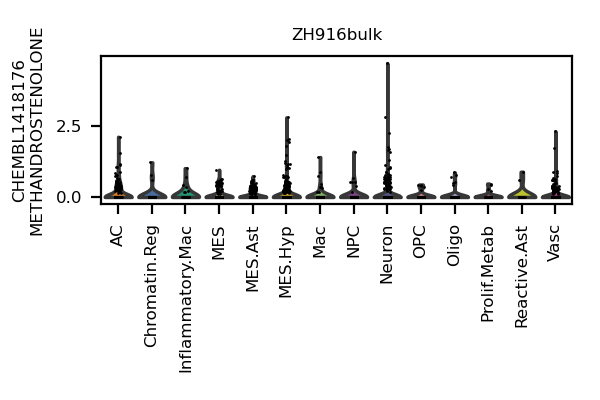 ZH916bulk
CHEMBL1418176
METHANDROSTENOLONE
2.5
0.0
AC
Chromatin.Reg
Inflammatory.Mac
MES
MES.Ast
MES.Hyp
Mac
NPC
Neuron
OPC
Oligo
Prolif.Metab
Reactive.Ast
Vasc